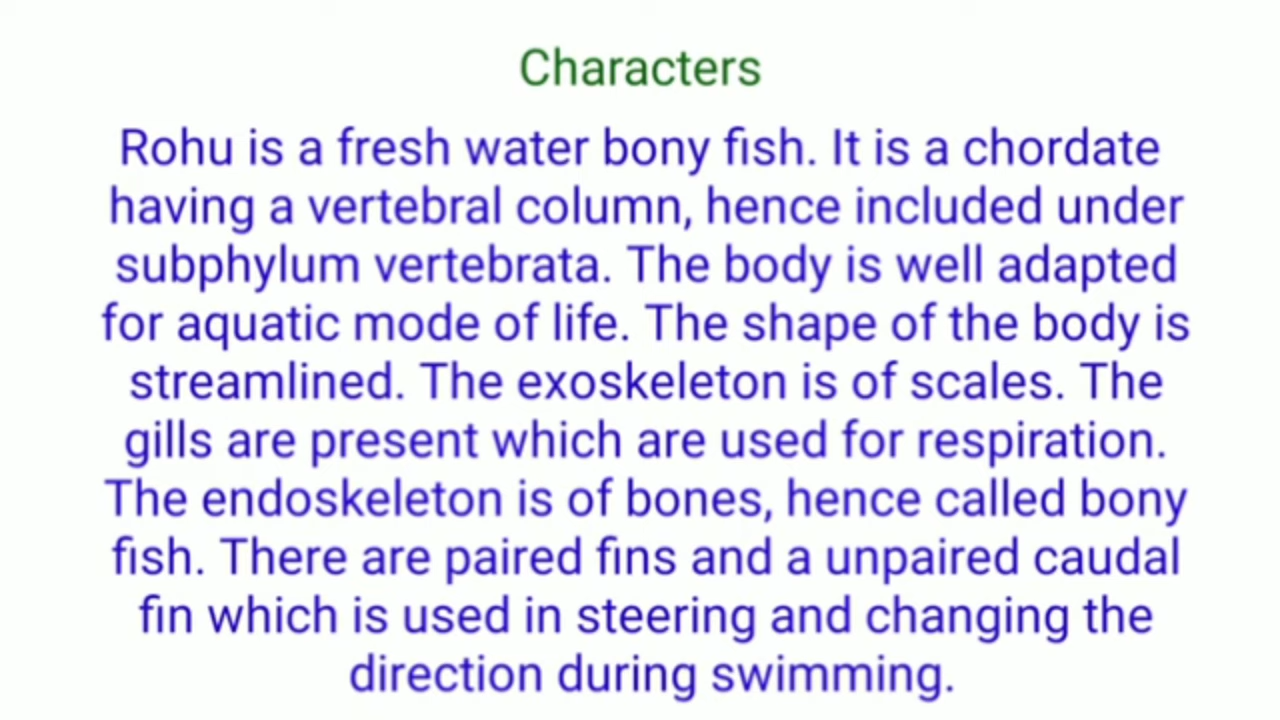 Characters
Rohu is a fresh water bony fish. It is a chordate
having a vertebral column, hence included under
subphylum vertebrata. The body is well adapted
for aquatic mode of life. The shape of the body is
streamlined. The exoskeleton is of scales. The
gills are present which are used for respiration.
The endoskeleton is of bones, hence called bony
fish. There are paired fins and a unpaired caudal
fin which is used in steering and changing the
direction during swimming.